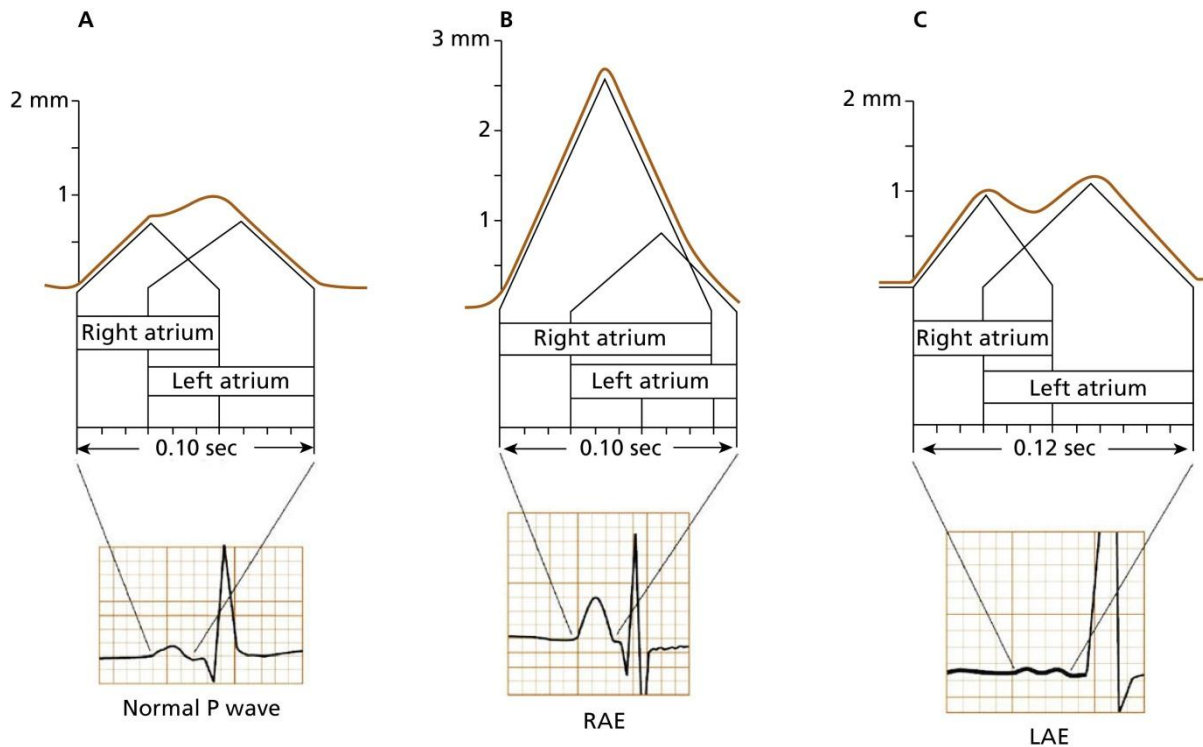 A
2 mm
1
Right atrium
Left atrium
0.10 sec
Normal P wave
B
3 mm
2
1
Right atrium
Left atrium
0.10 sec
RAE
C
2 mm
1
Right atrium
Left atrium
0.12 sec
LAE